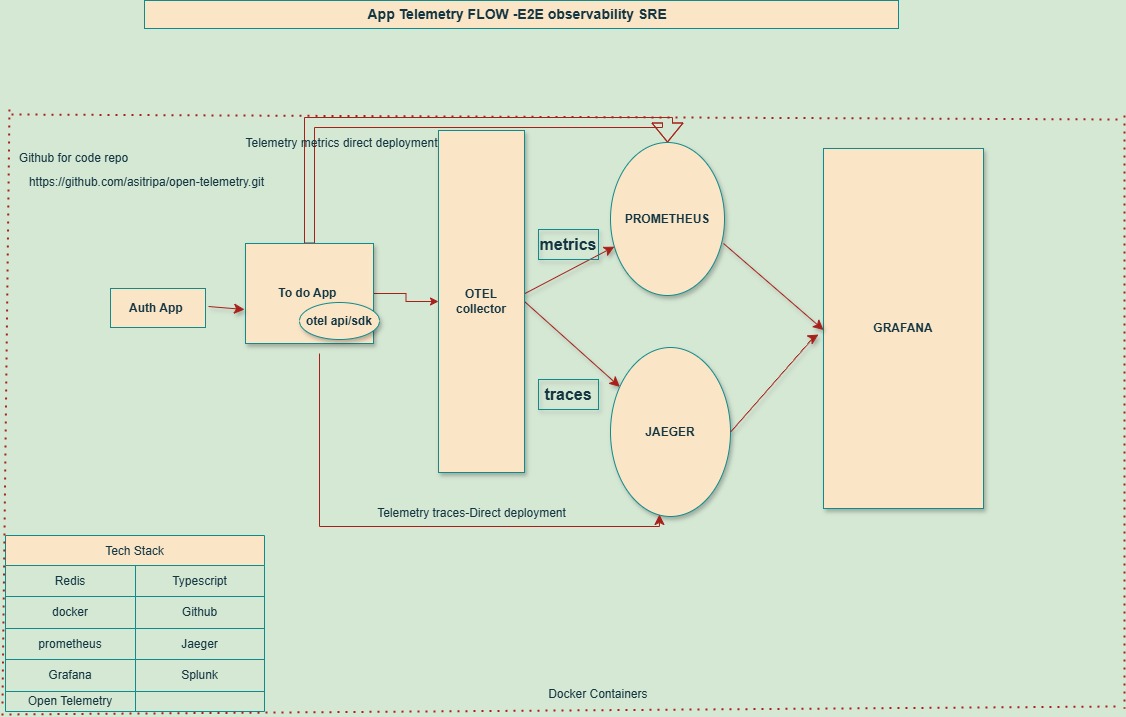 App Telemetry FLOW -E2E observability SRE
Telemetry metrics direct deployment
Github for code repo
https://github.com/asitripa/open-telemetry.git
PROMETHEUS
metrics
To do App
OTEL
collector
Auth App
otel api/sdk
GRAFANA
traces
JAEGER
Telemetry traces-Direct deployment
Tech Stack
Redis Typescript
docker Github
prometheus Jaeger
Grafana Splunk
Open Telemetry
Docker Containers